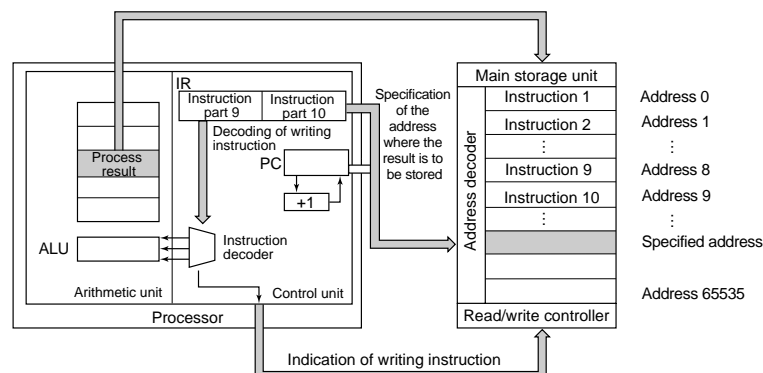 Main storage unit
Address decoder
Instruction 1
Address 0
Instruction 2
Address 1
⋮
⋮
Instruction 9
Address 8
Instruction 10
Address 9
⋮
⋮
Specified address
Address 65535
Read/write controller
IR
Instruction
part 9
Instruction
part 10
Decoding of writing
instruction
Specification
of the
address
where the
result is to
be stored
Process
result
PC
+1
ALU
Instruction
decoder
Arithmetic unit
Control unit
Processor
Indication of writing instruction